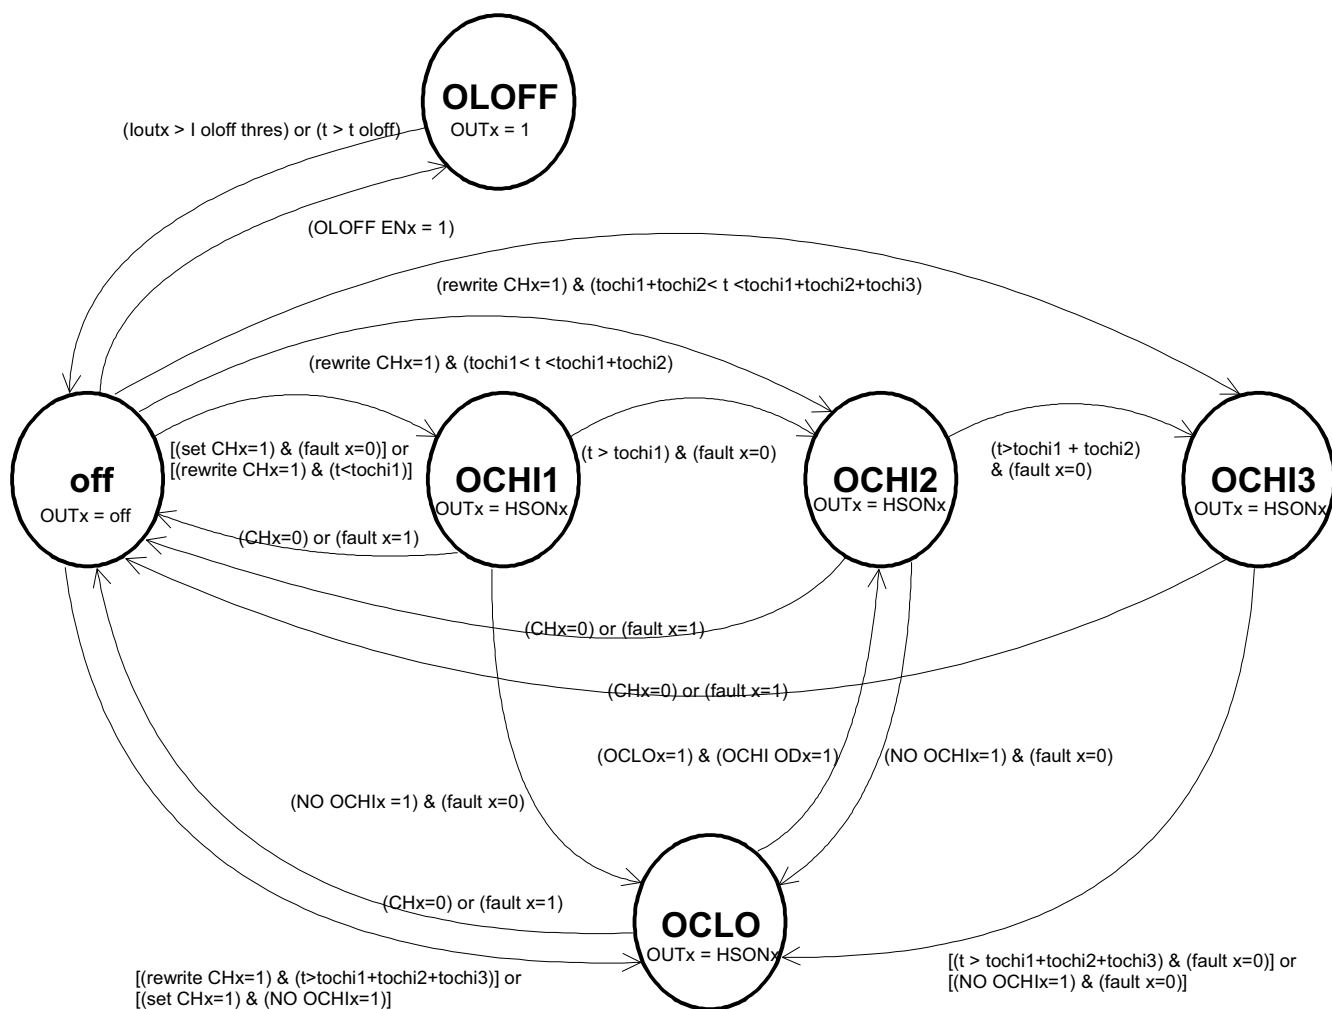 OLOFF
OUTx = 1
(Ioutx > I oloff thres) or (t > t oloff)
(OLOFF ENx = 1)
(rewrite CHx=1) & (tochi1+tochi2< t <tochi1+tochi2+tochi3)
(rewrite CHx=1) & (tochi1< t <tochi1+tochi2)
off
OUTx = off
[(set CHx=1) & (fault x=0)] or
[(rewrite CHx=1) & (t<tochi1)]
OCHI1
OUTx = HSONx
(t > tochi1) & (fault x=0)
OCHI2
OUTx = HSONx
(t>tochi1 + tochi2)
& (fault x=0)
OCHI3
OUTx = HSONx
(CHx=0) or (fault x=1)
(CHx=0) or (fault x=1)
(CHx=0) or (fault x=1)
(OCLOx=1) & (OCHI ODx=1)
(NO OCHIx=1) & (fault x=0)
(NO OCHIx =1) & (fault x=0)
(CHx=0) or (fault x=1)
OCLO
OUTx = HSONx
[(rewrite CHx=1) & (t>tochi1+tochi2+tochi3)] or
[(set CHx=1) & (NO OCHIx=1)]
[(t > tochi1+tochi2+tochi3) & (fault x=0)] or
[(NO OCHIx=1) & (fault x=0)]